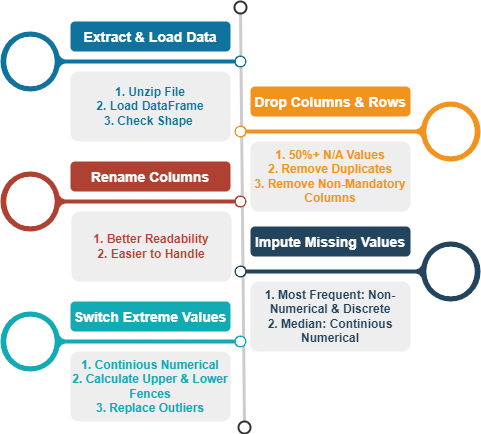 Extract & Load Data
1. Unzip File
2. Load DataFrame
3. Check Shape
Drop Columns & Rows
1. 50%+ N/A Values
2. Remove Duplicates
3. Remove Non-Mandatory
Columns
Rename Columns
1. Better Readability
2. Easier to Handle
Impute Missing Values
1. Most Frequent: Non-
Numerical & Discrete
2. Median: Continious
Numerical
Switch Extreme Values
1. Continious Numerical
2. Calculate Upper & Lower
Fences
3. Replace Outliers